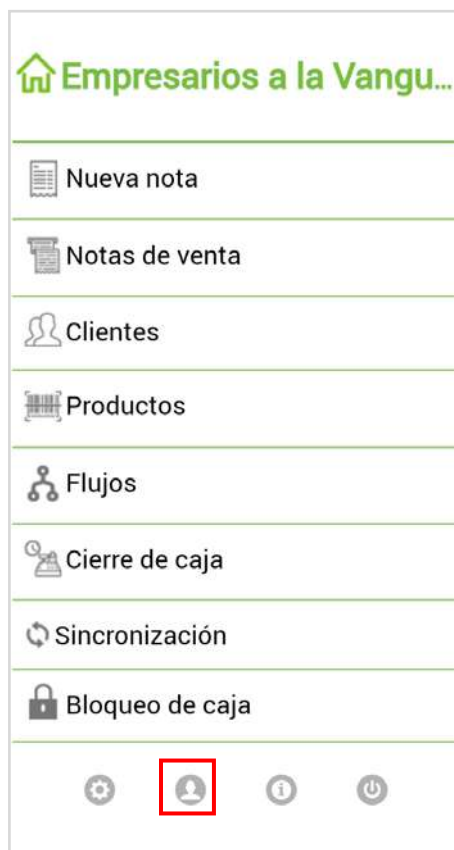 Empresarios a la Vangu...
Nueva nota
Notas de venta
Clientes
Productos
Flujos
Cierre de caja
Sincronización
Bloqueo de caja